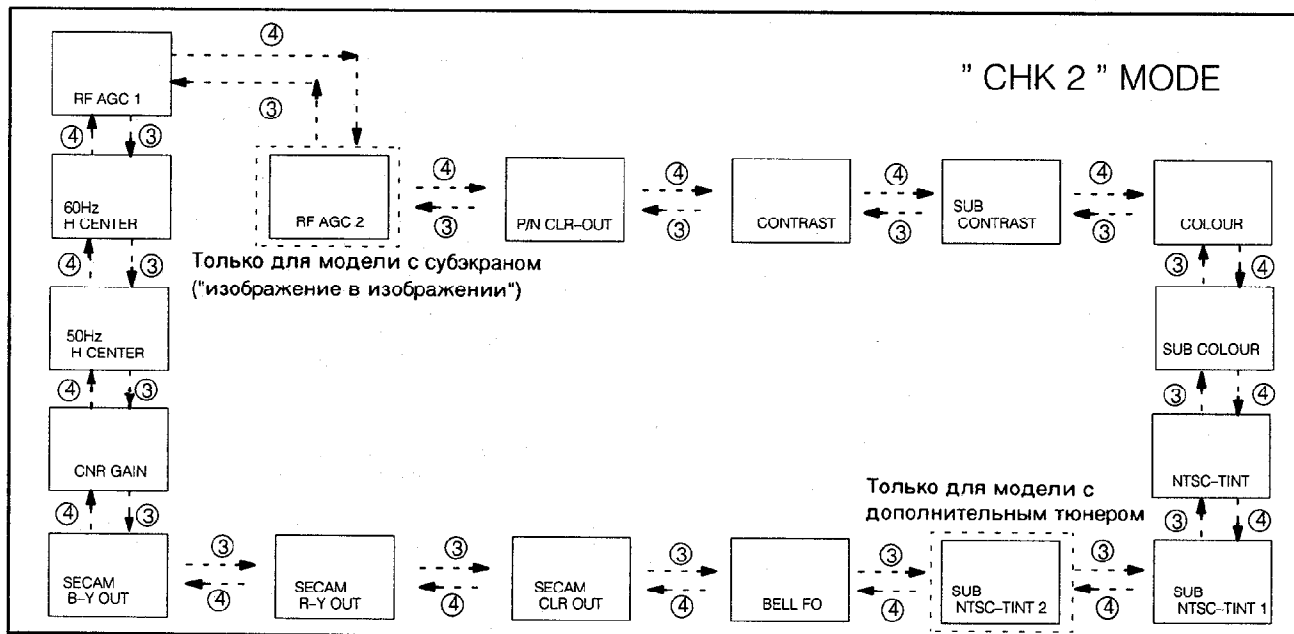 " CHK 2 " MODE
④
RF AGC 1
③
④ ③
60Hz
H CENTER
RF AGC 2
④
③
P/N CLR-OUT
④
③
CONTRAST
④
③
SUB
CONTRAST
④
③
COLOUR
Только для модели с субэкраном
("изображение в изображении")
④ ③
③ ④
50Hz
H CENTER
SUB COLOUR
④ ③
③ ④
CNR GAIN
NTSC-TINT
Только для модели с
дополнительным тюнером
④ ③
③ ④
SECAM
B-Y OUT
③
④
SECAM
R-Y OUT
③
④
SECAM
CLR OUT
③
④
BELL FO
③
④
SUB
NTSC-TINT 2
③
④
SUB
NTSC-TINT 1